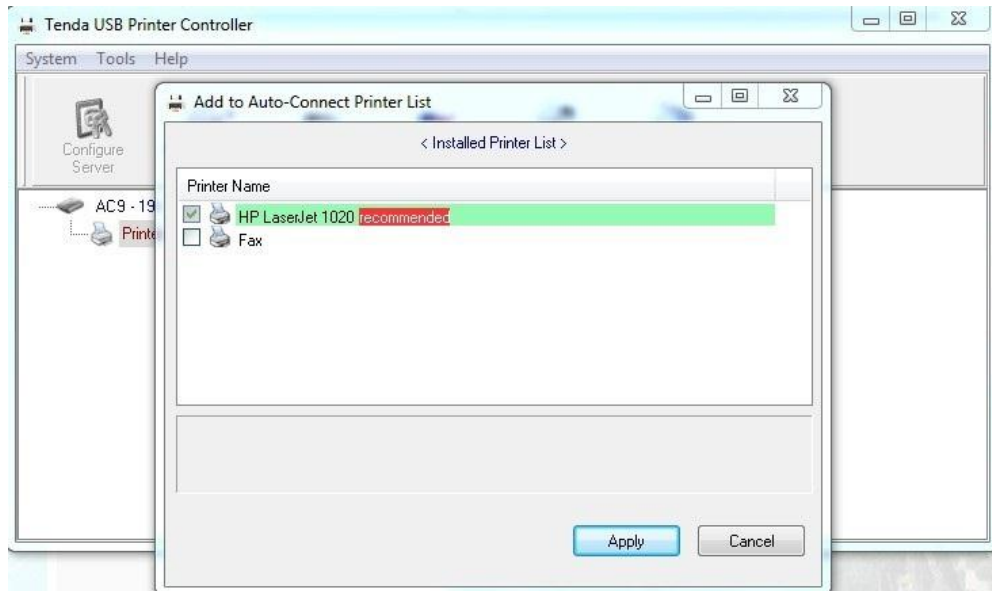 Tenda USB Printer Controller
System Tools Help
Add to Auto-Connect Printer List
Configure
Server
< Installed Printer List >
Printer Name
AC9 - 19
HP LaserJet 1020 recommended
Printe
Fax
Apply Cancel